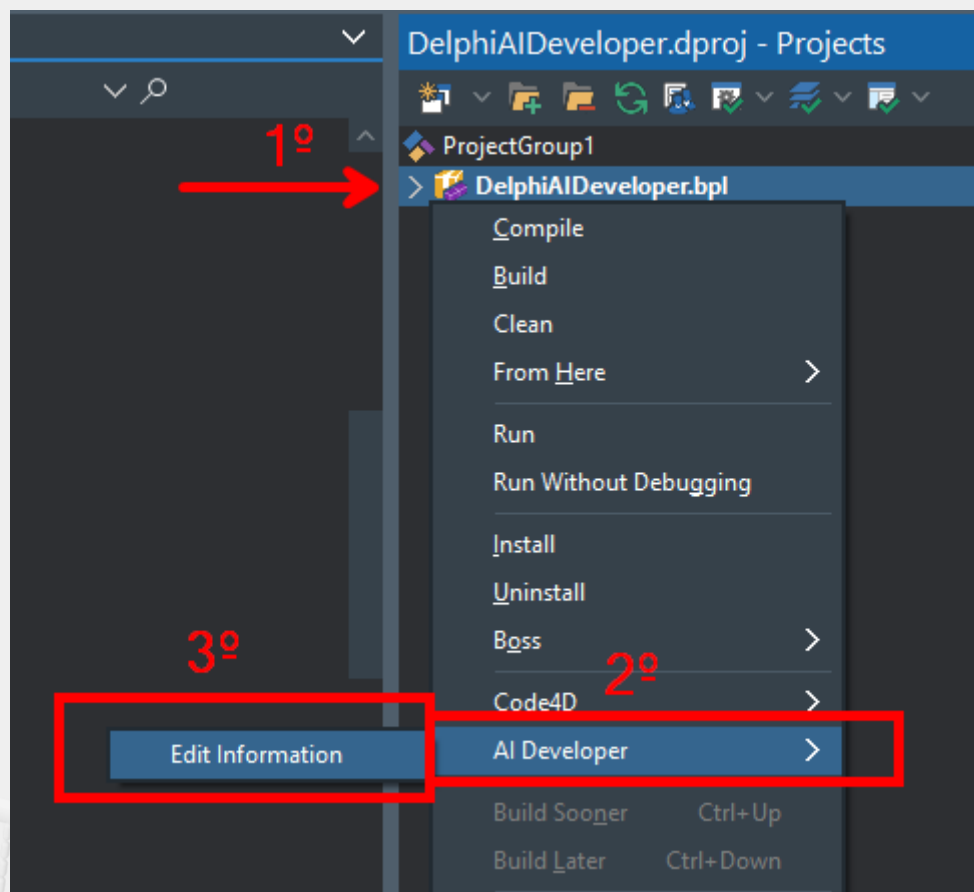 DelphiAIDeveloper.dproj - Projects
1º
ProjectGroup1
DelphiAIDeveloper.bpl
Compile
Build
Clean
From Here
Run
Run Without Debugging
Install
Uninstall
Boss
2º
3º
Code4D
Edit Information
AI Developer
Build Sooner Ctrl+Up
Build Later Ctrl+Down